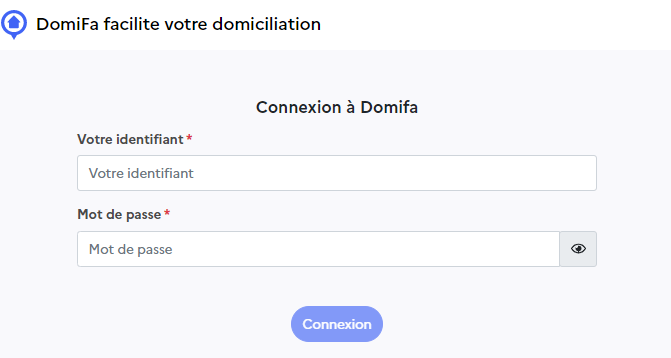 DomiFa facilite votre domiciliation
Connexion à Domifa
Votre identifiant *
Votre identifiant
Mot de passe *
Mot de passe
Connexion